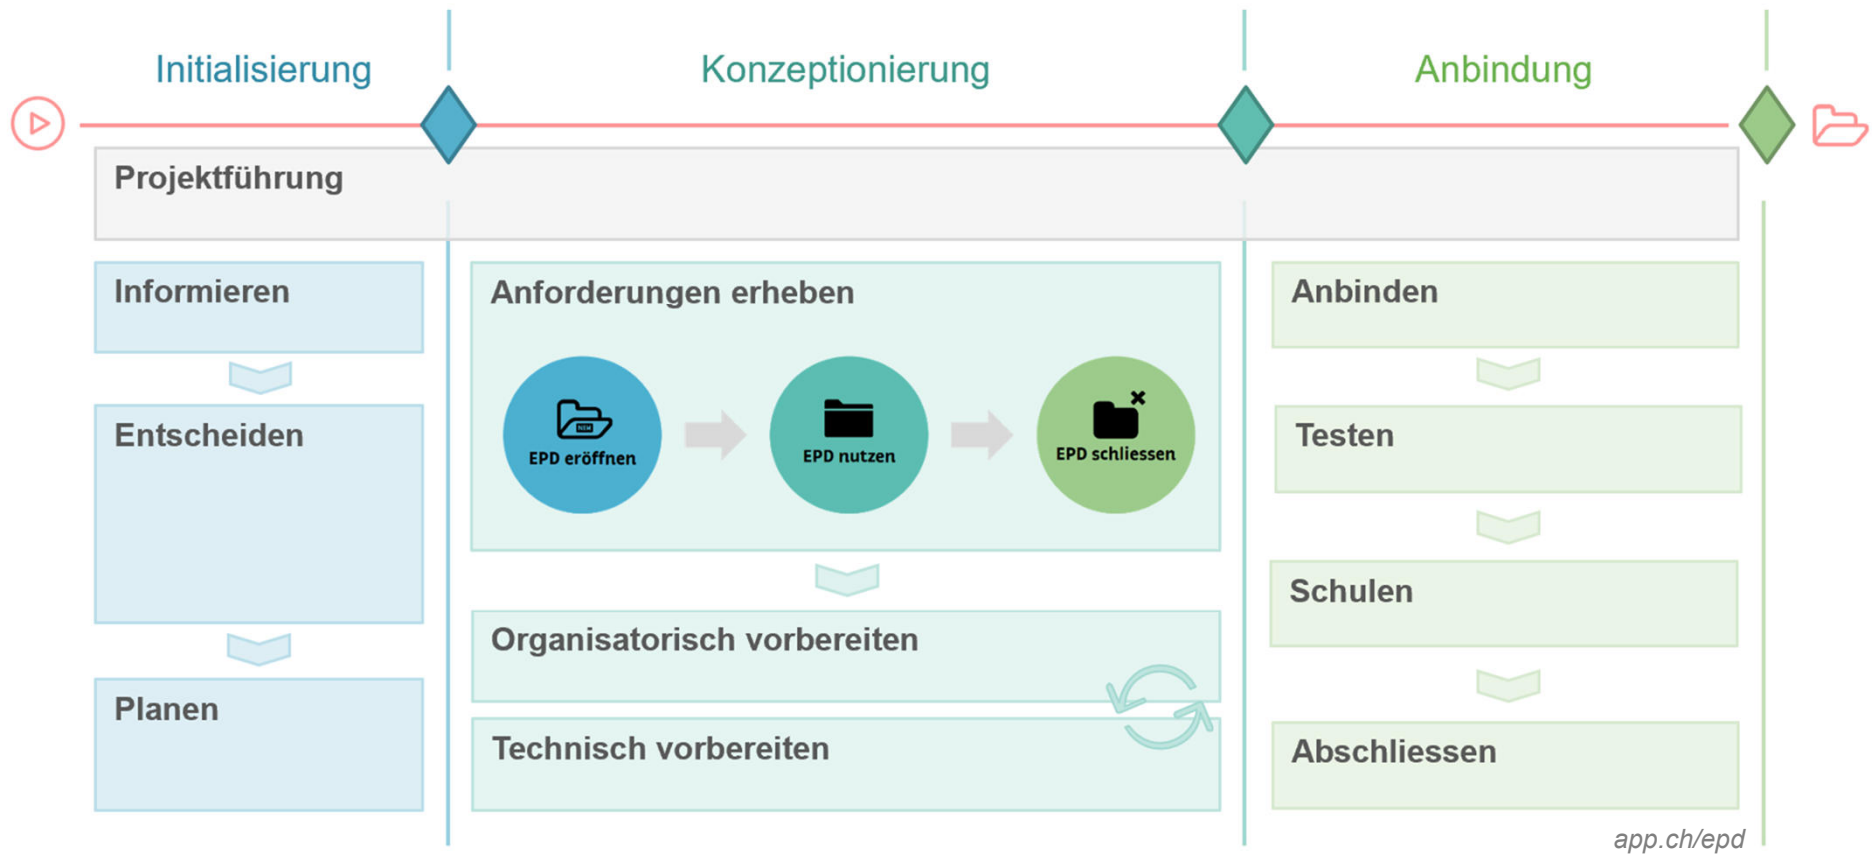 Initialisierung
Konzeptionierung
Anbindung
Projektführung
Informieren
Entscheiden
Planen
Anforderungen erheben
NEW
EPD eröffnen
EPD nutzen
EPD schliessen
Organisatorisch vorbereiten
Technisch vorbereiten
Anbinden
Testen
Schulen
Abschliessen
app.ch/epd